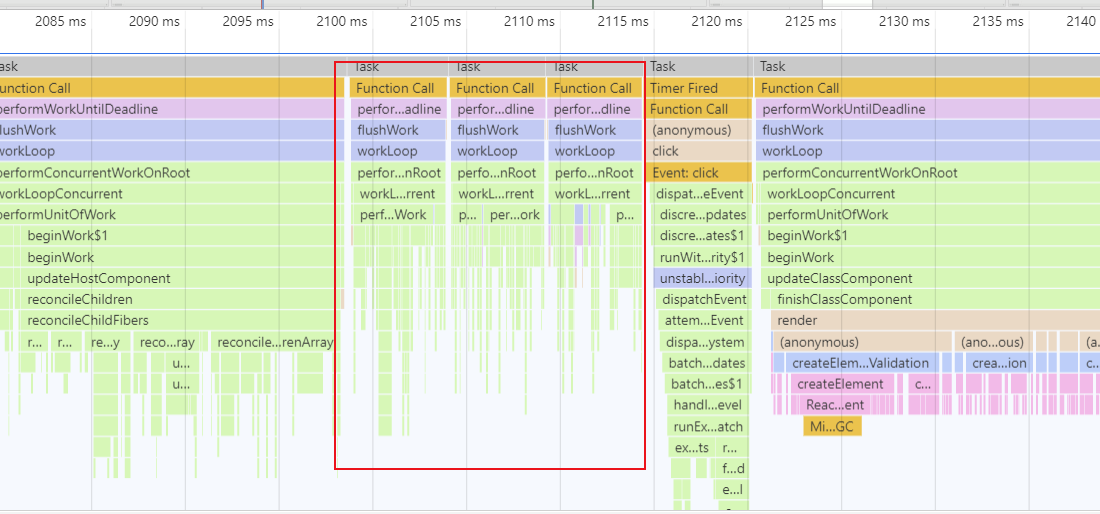 2085 ms 2090 ms 2095 ms 2100 ms 2105 ms 2110 ms 2115 ms 2120 ms 2125 ms 2130 ms 2135 ms 2140
ask Task Task Task Task Task
unction Call Function Call Function Call Function Call Timer Fired Function Call
performWorkUntilDeadline perfor...adline perfor...dline perfor...dline Function Call performWorkUntilDeadline
flushWork flushWork flushWork flushWork (anonymous) flushWork
workLoop workLoop workLoop workLoop click workLoop
performConcurrentWorkOnRoot perfor...nRoot perfo...nRoot perfo...nRoot Event: click performConcurrentWorkOnRoot
workLoopConcurrent workL...rrent workL...rrent workL...rrent dispat...eEvent workLoopConcurrent
performUnitOfWork perf...Work p... per...ork p... discre...pdates performUnitOfWork
beginWork$1 discre...ates$1 beginWork$1
beginWork runWit...rity$1 beginWork
updateHostComponent unstabl...iority updateClassComponent
reconcileChildren dispatchEvent finishClassComponent
reconcileChildFibers attem...Event render
r... r... re...y reco...ray reconcile...renArray dispa...ystem (anonymous) (ano...ous) (a...
u... batch...dates createElem...Validation crea...ion c...
u... batch...es$1 createElement c...
handl...evel Reac...ent
runEx...atch Mi...GC
ex...ts r...
f...d
e...l